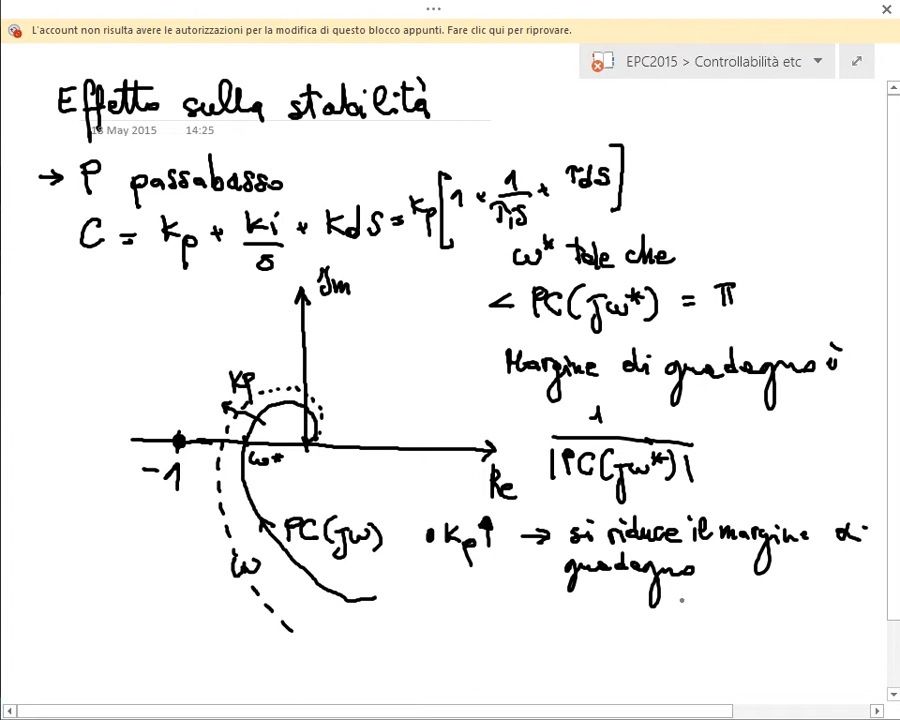 L'account non risulta avere le autorizzazioni per la modifica di questo blocco appunti. Fare clic qui per riprovare.
EPC2015 > Controllabilità etc
Effetto sulla stabilità
18 May 2015 14:25
→ P passabasso
C = Kp + Ki/s + KdS = Kp[1 + 1/TiS + TdS]
ω* tale che
∠ PC(jω*) = π
Margine di guadagno è
1/|PC(jω*)|
Im
Kp
-1
ω*
Re
PC(jω)
ω
• Kp↑ → si riduce il margine di
guadagno